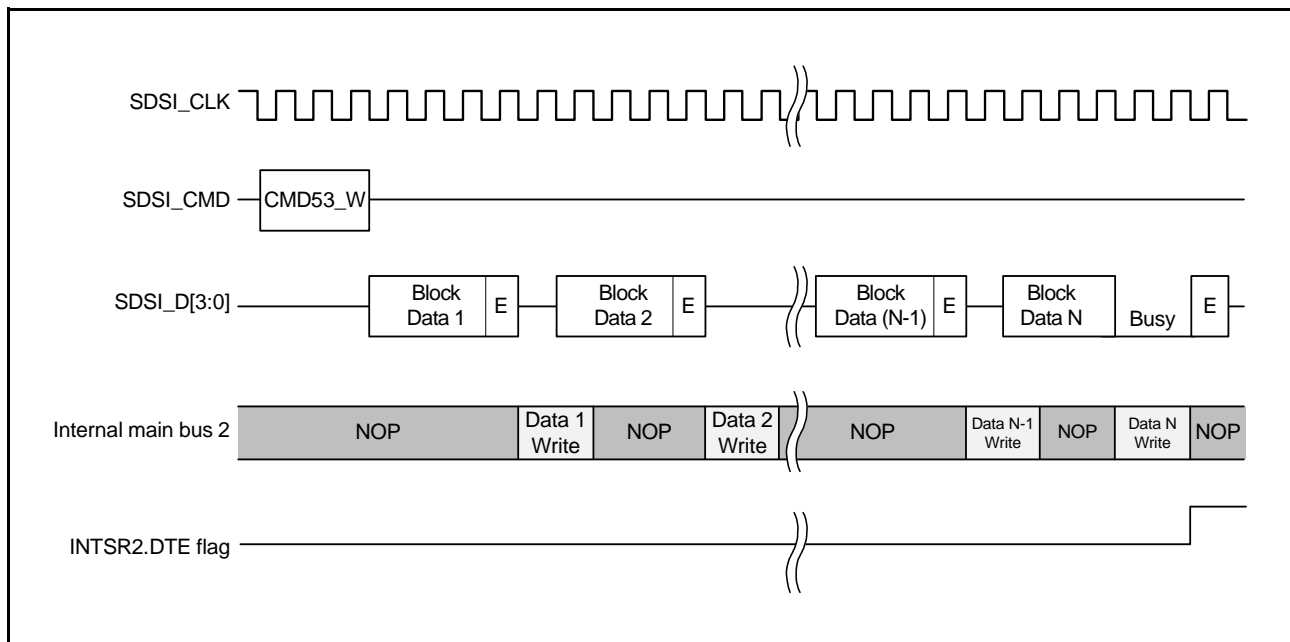 SDSI_CLK
SDSI_CMD
CMD53_W
SDSI_D[3:0]
Block
Data 1
E
Block
Data 2
E
Block
Data (N-1)
E
Block
Data N
Busy
E
Internal main bus 2
NOP
Data 1
Write
NOP
Data 2
Write
NOP
Data N-1
Write
NOP
Data N
Write
NOP
INTSR2.DTE flag